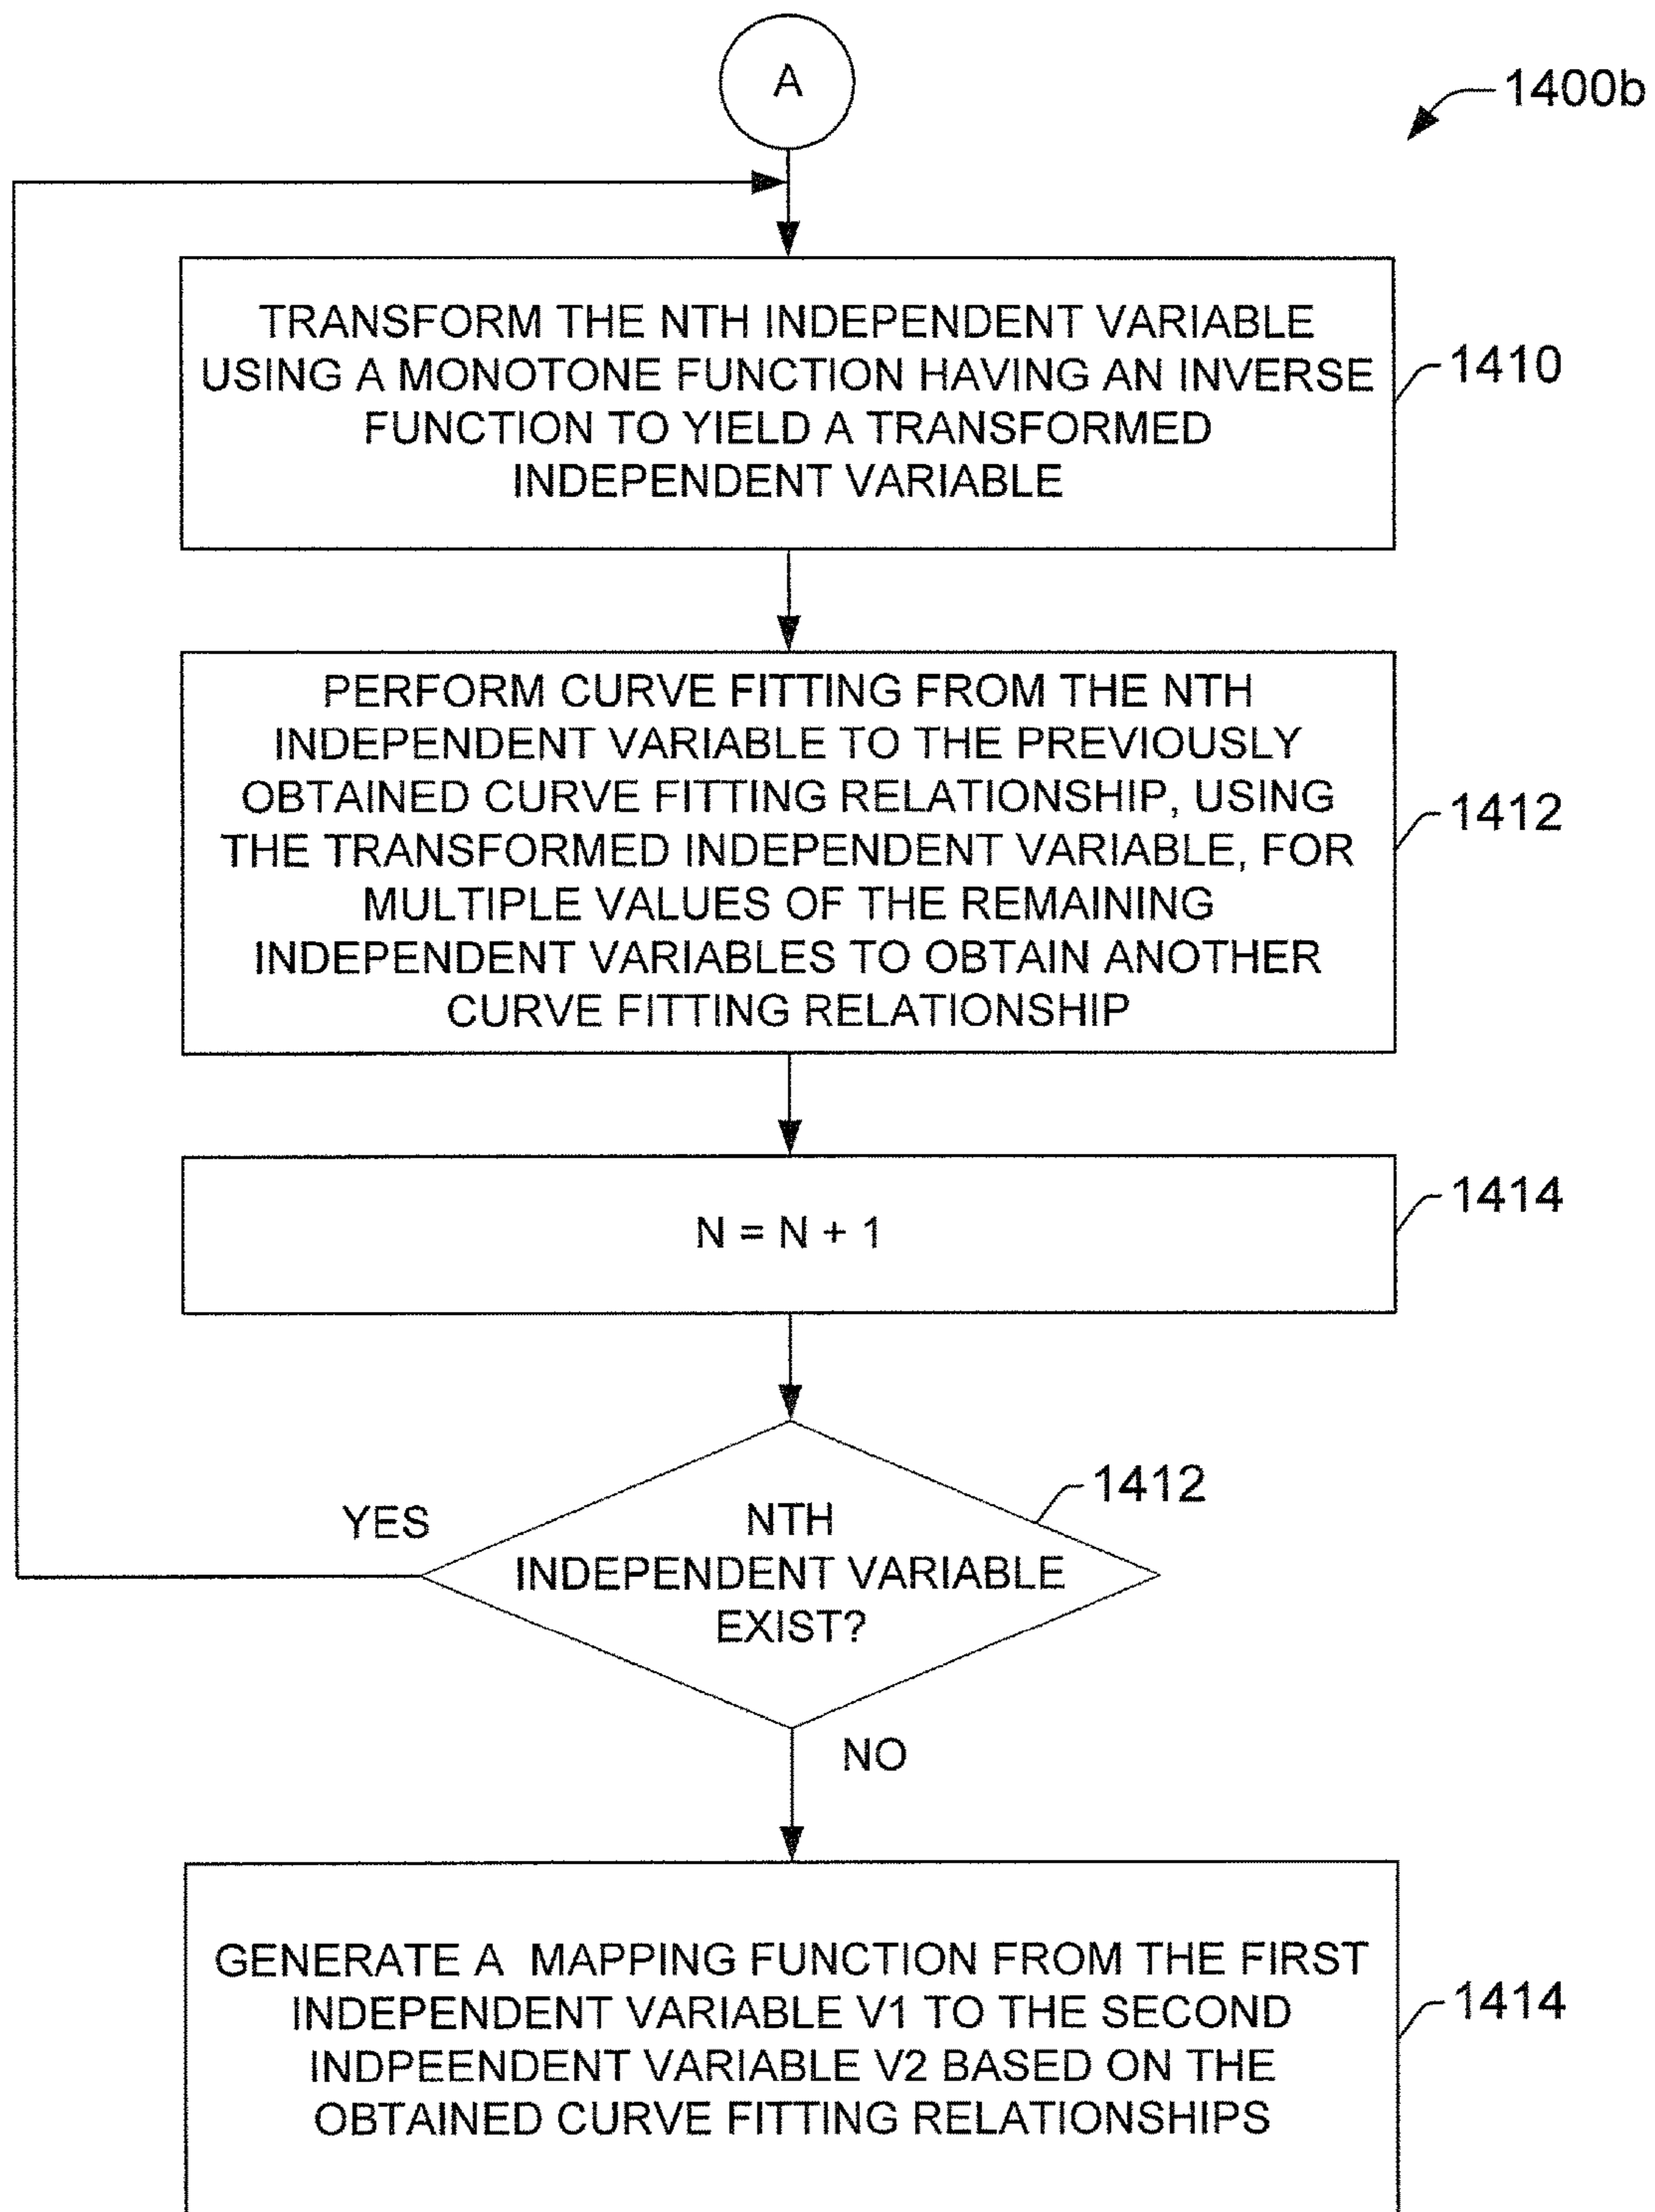 A
1400b
TRANSFORM THE NTH INDEPENDENT VARIABLE
USING A MONOTONE FUNCTION HAVING AN INVERSE
FUNCTION TO YIELD A TRANSFORMED
INDEPENDENT VARIABLE
1410
PERFORM CURVE FITTING FROM THE NTH
INDEPENDENT VARIABLE TO THE PREVIOUSLY
OBTAINED CURVE FITTING RELATIONSHIP, USING
THE TRANSFORMED INDEPENDENT VARIABLE, FOR
MULTIPLE VALUES OF THE REMAINING
INDEPENDENT VARIABLES TO OBTAIN ANOTHER
CURVE FITTING RELATIONSHIP
1412
N = N + 1
1414
YES
NTH
INDEPENDENT VARIABLE
EXIST?
1412
NO
GENERATE A MAPPING FUNCTION FROM THE FIRST
INDEPENDENT VARIABLE V1 TO THE SECOND
INDPEENDENT VARIABLE V2 BASED ON THE
OBTAINED CURVE FITTING RELATIONSHIPS
1414